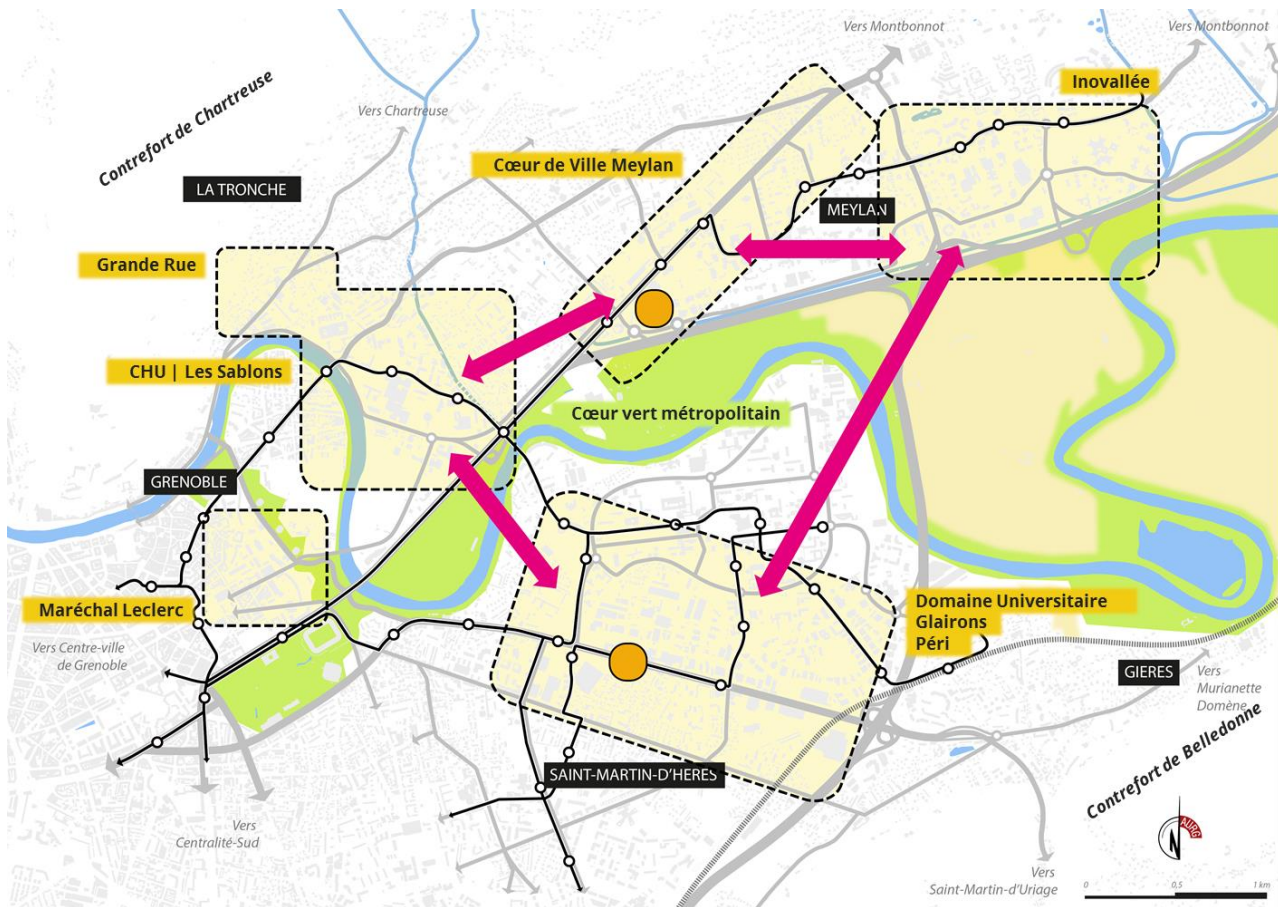 Vers Montbonnot
Vers Montbonnot
Inovallée
Contrefort de Chartreuse
Vers Chartreuse
Cœur de Ville Meylan
LA TRONCHE
MEYLAN
Grande Rue
CHU | Les Sablons
Cœur vert métropolitain
GRENOBLE
Maréchal Leclerc
Domaine Universitaire
Glairons
Péri
Vers Centre-ville
de Grenoble
GIERES
Vers
Murianette
Domène
Contrefort de Belledonne
SAINT-MARTIN-D'HERES
Vers
Centralité-Sud
AURG
N
Vers
Saint-Martin-d'Uriage
0
0,5
1 km